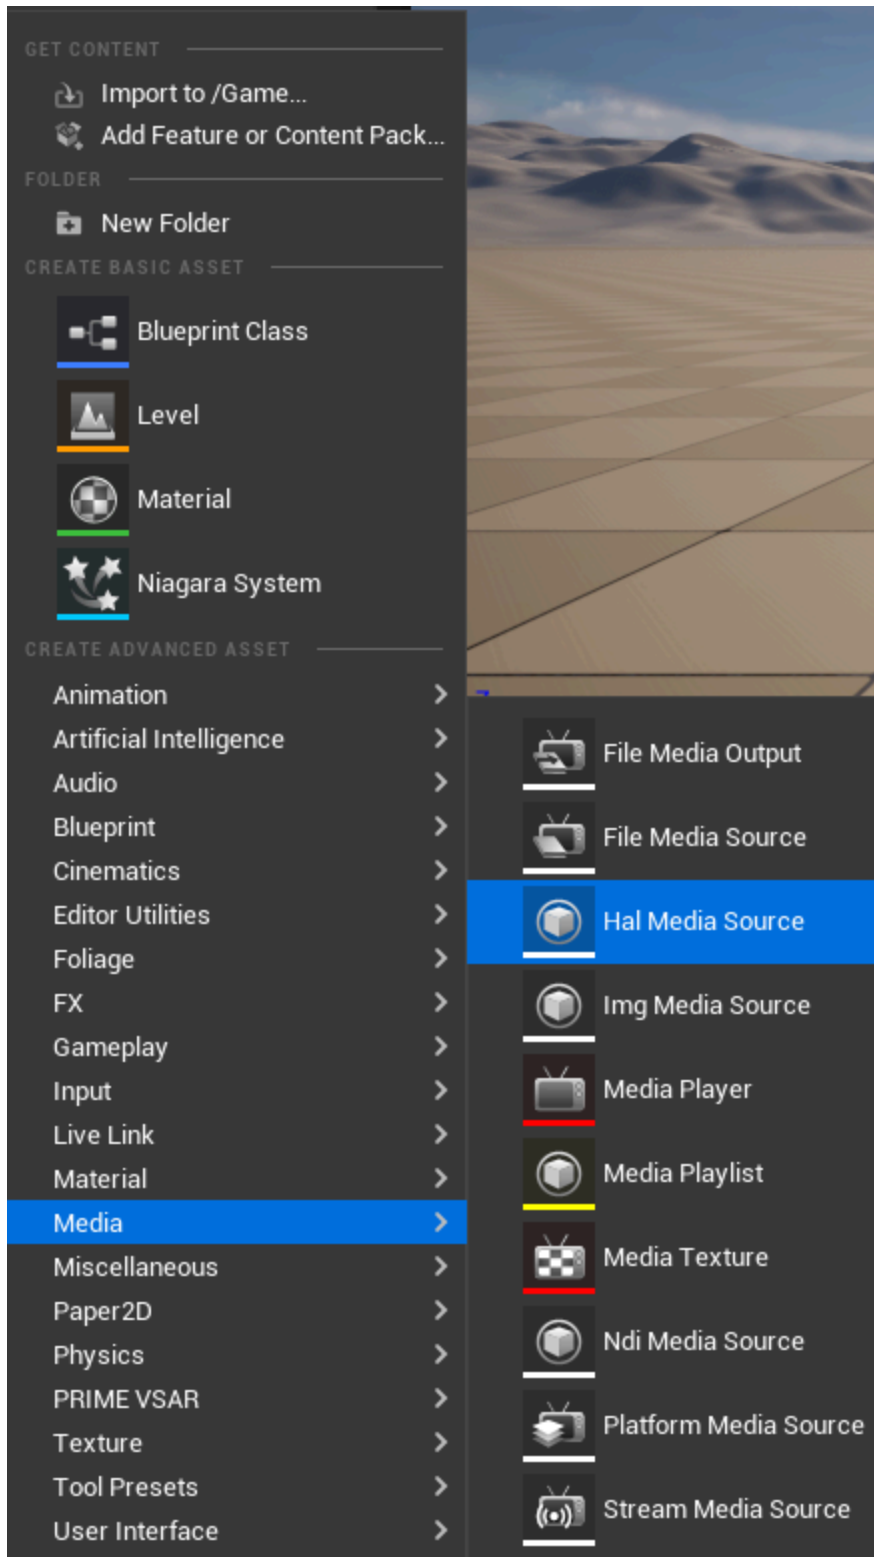 GET CONTENT
Import to /Game...
Add Feature or Content Pack...
FOLDER
New Folder
CREATE BASIC ASSET
Blueprint Class
Level
Material
Niagara System
CREATE ADVANCED ASSET
Animation
Artificial Intelligence
Audio
Blueprint
Cinematics
Editor Utilities
Foliage
FX
Gameplay
Input
Live Link
Material
Media
Miscellaneous
Paper2D
Physics
PRIME VSAR
Texture
Tool Presets
User Interface
File Media Output
File Media Source
Hal Media Source
Img Media Source
Media Player
Media Playlist
Media Texture
Ndi Media Source
Platform Media Source
Stream Media Source